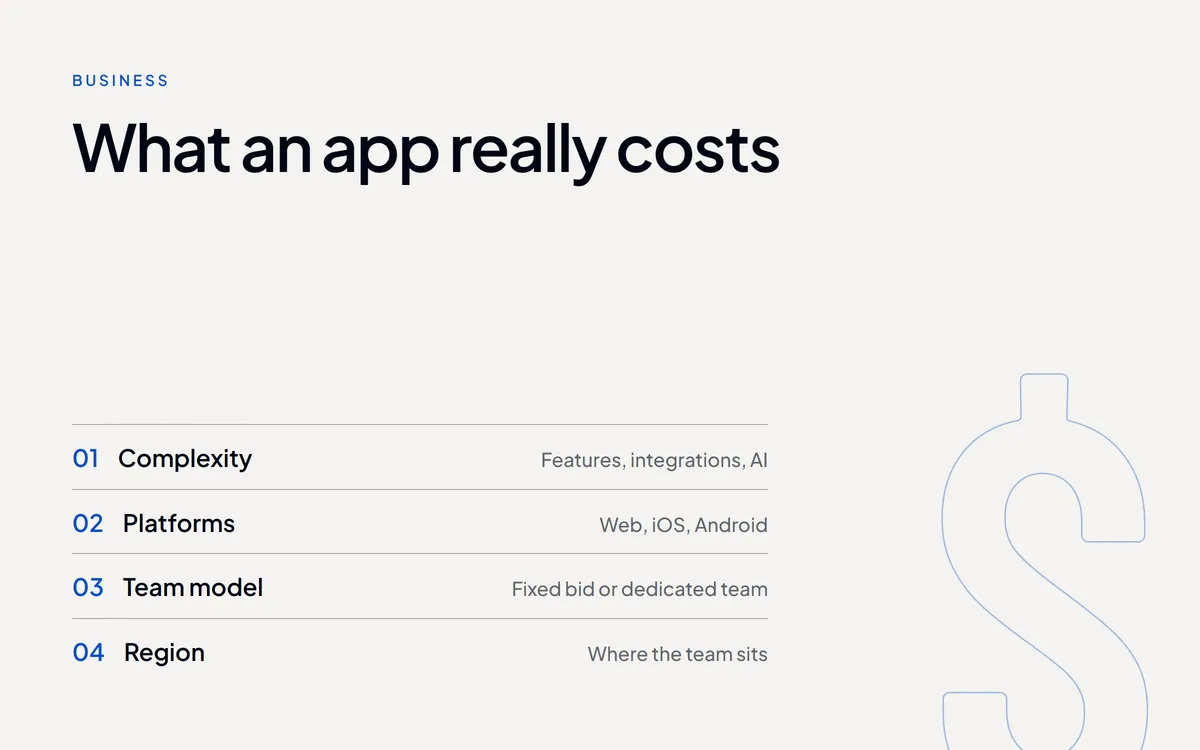 BUSINESS
What an app really costs
01 Complexity Features, integrations, AI
02 Platforms Web, iOS, Android
03 Team model Fixed bid or dedicated team
04 Region Where the team sits
$